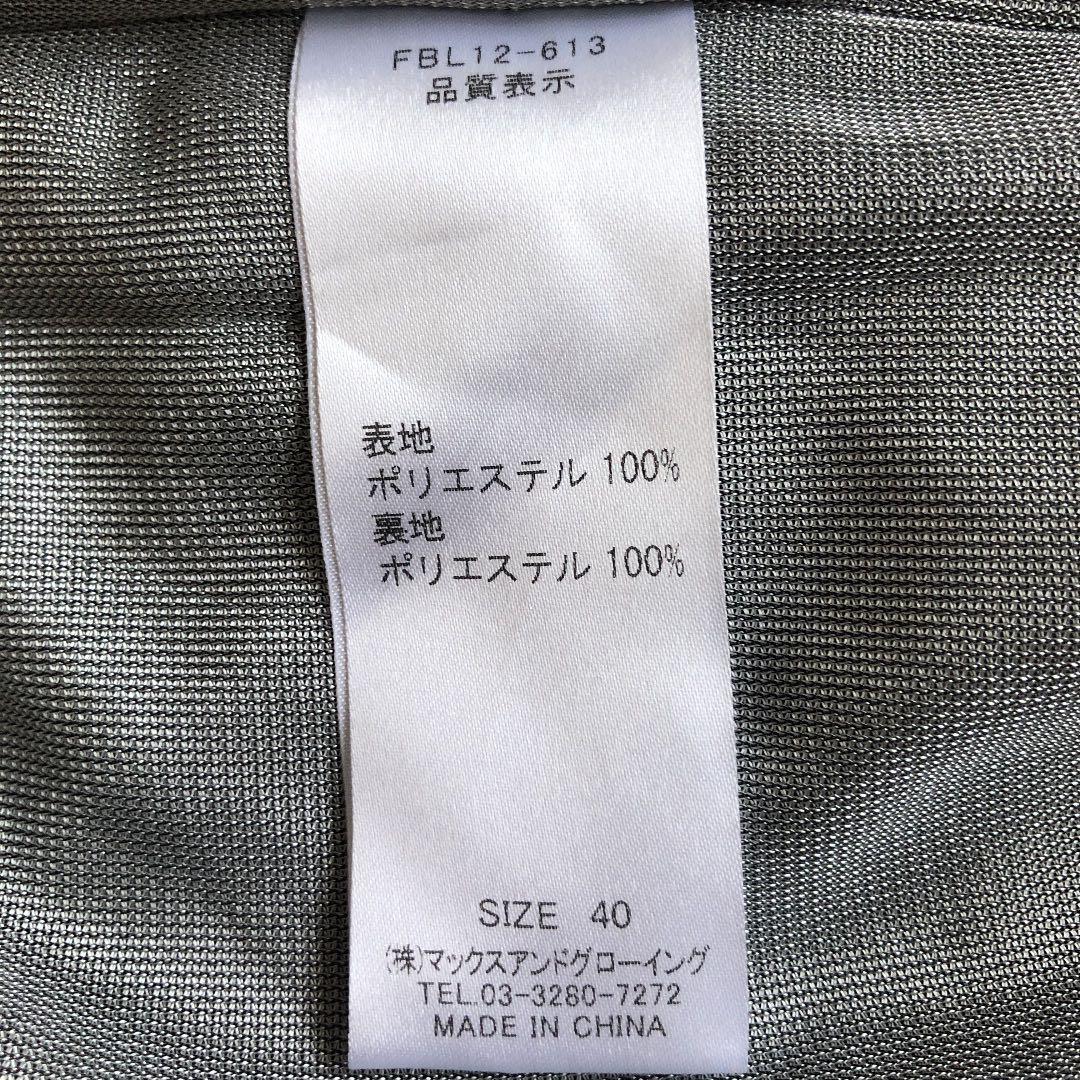 FBL12-613
品質表示
表地
ポリエステル 100%
裏地
ポリエステル 100%
SIZE 40
(株)マックスアンドグローイング
TEL.03-3280-7272
MADE IN CHINA